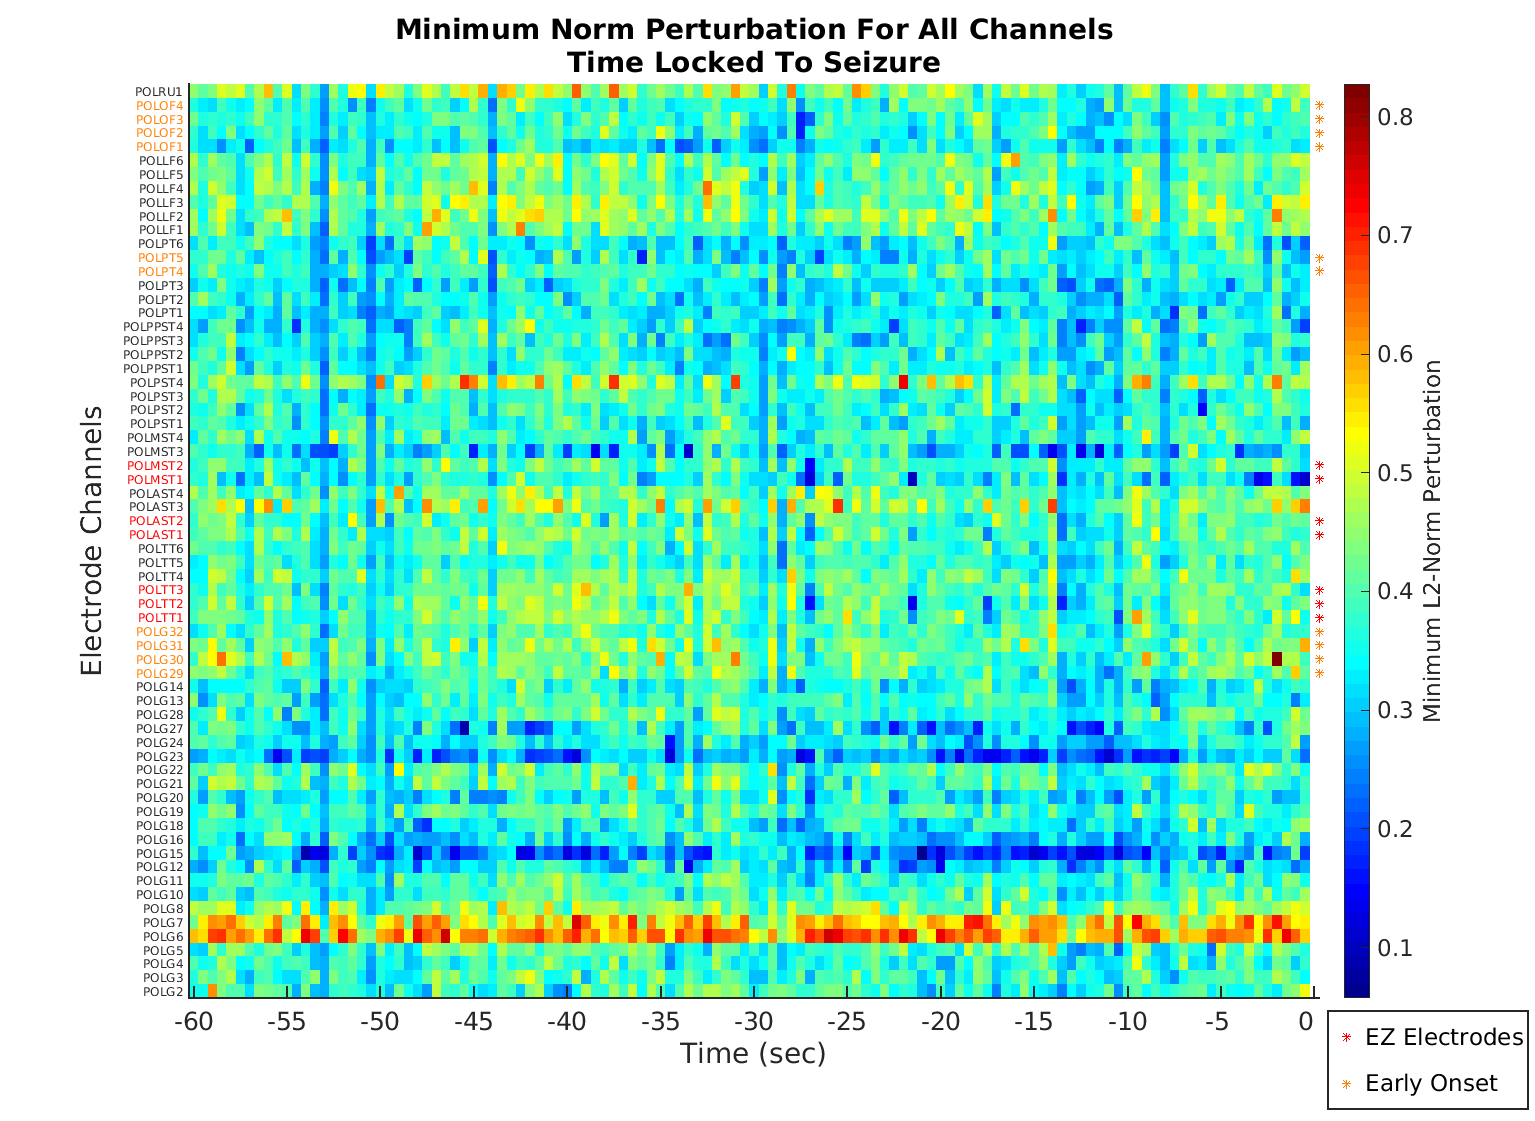 Minimum Norm Perturbation For All Channels
Time Locked To Seizure
Electrode Channels
POLRU1
POLOF4
POLOF3
POLOF2
POLOF1
POLLF6
POLLF5
POLLF4
POLLF3
POLLF2
POLLF1
POLPT6
POLPT5
POLPT4
POLPT3
POLPT2
POLPT1
POLPPST4
POLPPST3
POLPPST2
POLPPST1
POLPST4
POLPST3
POLPST2
POLPST1
POLMST4
POLMST3
POLMST2
POLMST1
POLAST4
POLAST3
POLAST2
POLAST1
POLTT6
POLTT5
POLTT4
POLTT3
POLTT2
POLTT1
POLG32
POLG31
POLG30
POLG29
POLG14
POLG13
POLG28
POLG27
POLG24
POLG23
POLG22
POLG21
POLG20
POLG19
POLG18
POLG16
POLG15
POLG12
POLG11
POLG10
POLG8
POLG7
POLG6
POLG5
POLG4
POLG3
POLG2
-60 -55 -50 -45 -40 -35 -30 -25 -20 -15 -10 -5 0
Time (sec)
0.8
0.7
0.6
0.5
0.4
0.3
0.2
0.1
Minimum L2-Norm Perturbation
EZ Electrodes
Early Onset